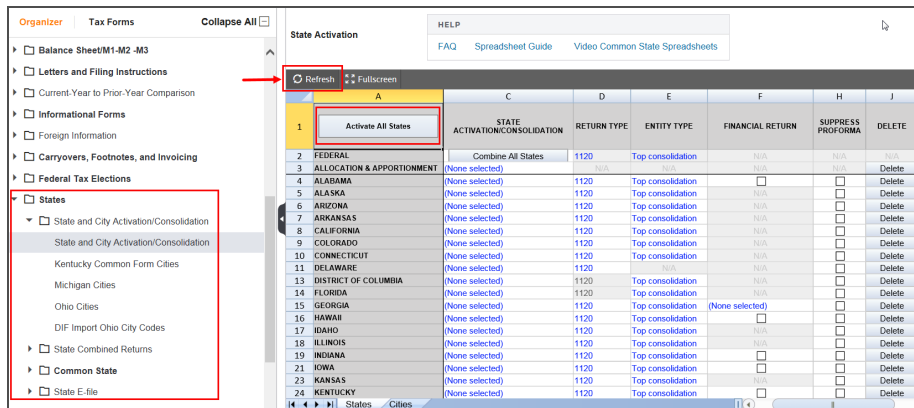 Organizer Tax Forms Collapse All
Balance Sheet/M1-M2 -M3
Letters and Filing Instructions
Current-Year to Prior-Year Comparison
Informational Forms
Foreign Information
Carryovers, Footnotes, and Invoicing
Federal Tax Elections
States
State and City Activation/Consolidation
State and City Activation/Consolidation
Kentucky Common Form Cities
Michigan Cities
Ohio Cities
DIF Import Ohio City Codes
State Combined Returns
Common State
State E-file
State Activation
HELP
FAQ Spreadsheet Guide Video Common State Spreadsheets
Refresh Fullscreen
A C D E F H J
1 Activate All States STATE ACTIVATION/CONSOLIDATION RETURN TYPE ENTITY TYPE FINANCIAL RETURN SUPPRESS PROFORMA DELETE
2 FEDERAL Combine All States 1120 Top consolidation N/A N/A N/A
3 ALLOCATION & APPORTIONMENT (None selected) N/A N/A N/A N/A Delete
4 ALABAMA (None selected) 1120 Top consolidation Delete
5 ALASKA (None selected) 1120 Top consolidation N/A Delete
6 ARIZONA (None selected) 1120 Top consolidation N/A Delete
7 ARKANSAS (None selected) 1120 Top consolidation N/A Delete
8 CALIFORNIA (None selected) 1120 Top consolidation N/A Delete
9 COLORADO (None selected) 1120 Top consolidation N/A Delete
10 CONNECTICUT (None selected) 1120 Top consolidation N/A Delete
11 DELAWARE (None selected) 1120 N/A N/A Delete
13 DISTRICT OF COLUMBIA (None selected) 1120 Top consolidation N/A Delete
14 FLORIDA (None selected) 1120 Top consolidation N/A Delete
15 GEORGIA (None selected) 1120 Top consolidation (None selected) Delete
16 HAWAII (None selected) 1120 Top consolidation Delete
17 IDAHO (None selected) 1120 Top consolidation N/A Delete
18 ILLINOIS (None selected) 1120 Top consolidation N/A Delete
19 INDIANA (None selected) 1120 Top consolidation Delete
21 IOWA (None selected) 1120 Top consolidation Delete
23 KANSAS (None selected) 1120 Top consolidation N/A Delete
24 KENTUCKY (None selected) 1120 Top consolidation Delete
States Cities